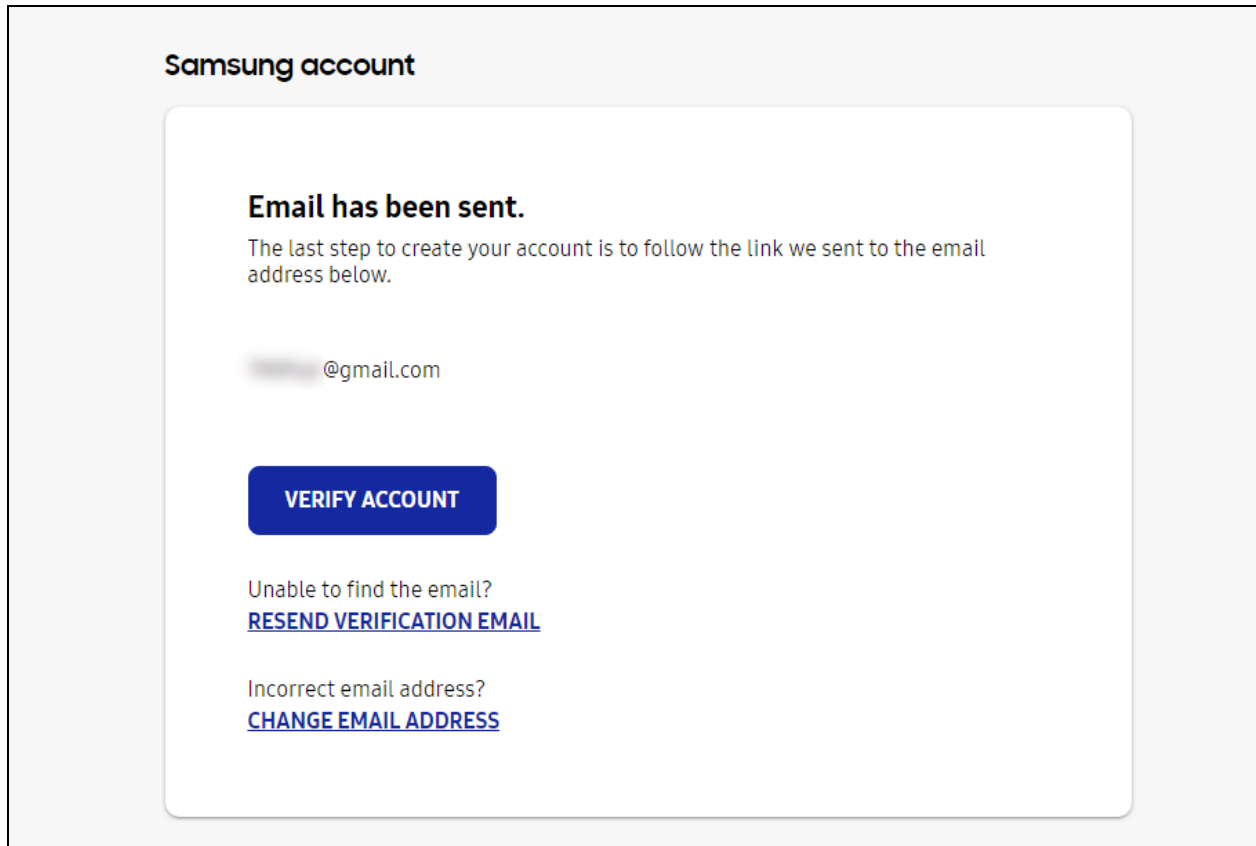 Samsung account
Email has been sent.
The last step to create your account is to follow the link we sent to the email
address below.
@gmail.com
VERIFY ACCOUNT
Unable to find the email?
RESEND VERIFICATION EMAIL
Incorrect email address?
CHANGE EMAIL ADDRESS